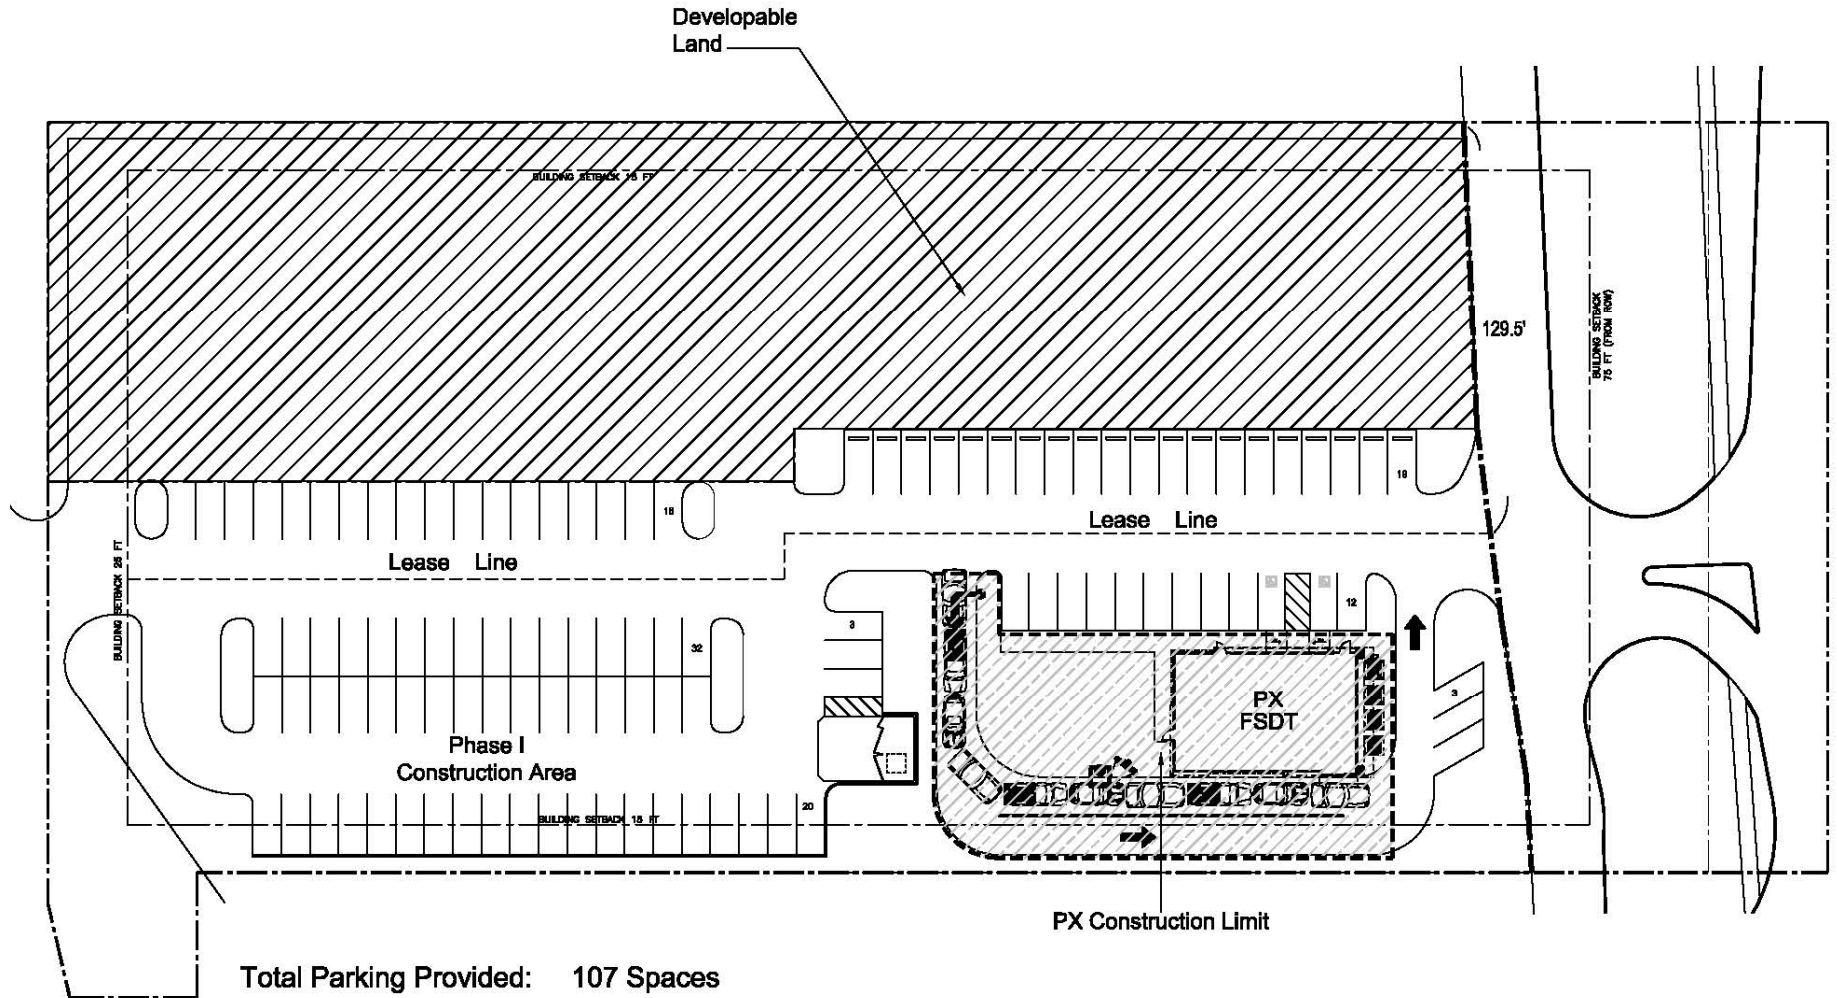 Developable
Land
BUILDING SETBACK 15 FT
129.5'
BUILDING SETBACK
75 FT (FROM ROW)
19
18
Lease Line
Lease Line
BUILDING SETBACK 25 FT
3
12
32
3
PX
FSDT
Phase I
Construction Area
20
BUILDING SETBACK 15 FT
PX Construction Limit
Total Parking Provided: 107 Spaces